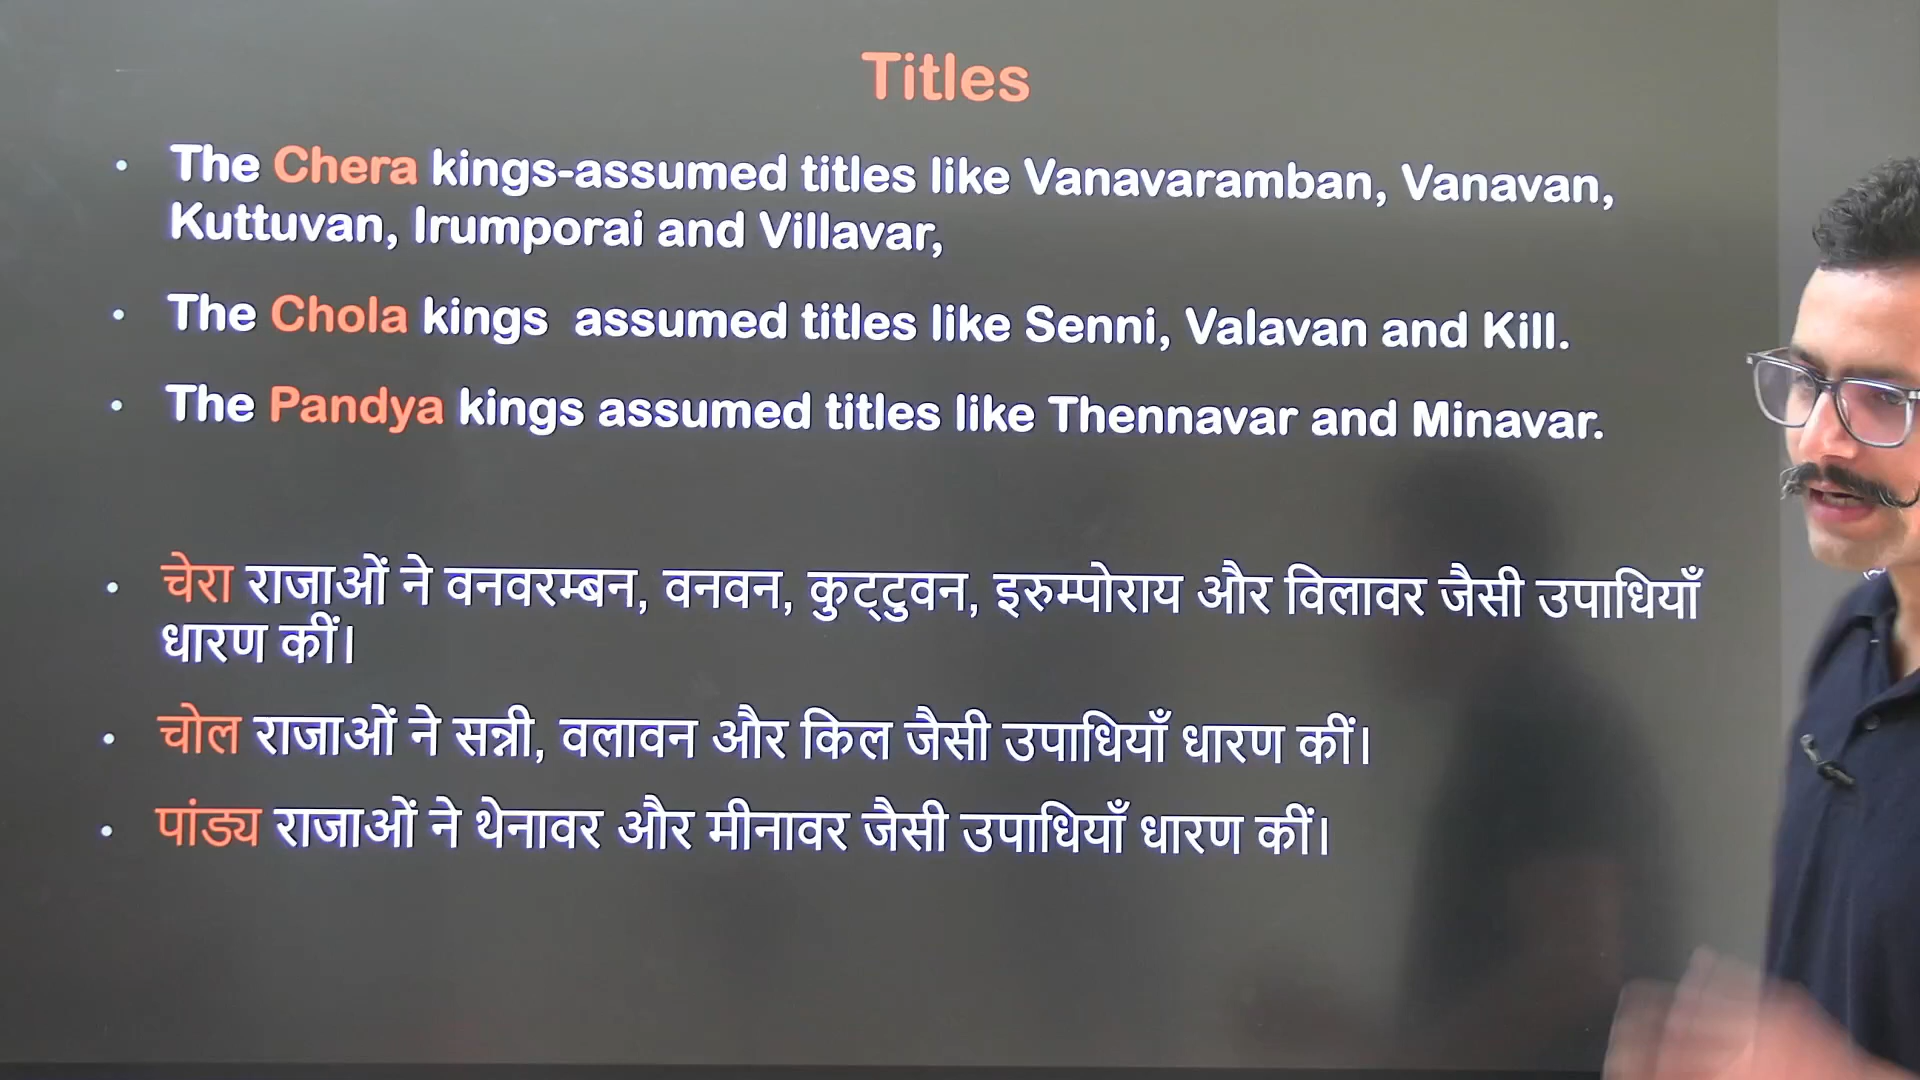 Titles
• The Chera kings-assumed titles like Vanavaramban, Vanavan,
Kuttuvan, Irumporai and Villavar,
• The Chola kings assumed titles like Senni, Valavan and Kill.
• The Pandya kings assumed titles like Thennavar and Minavar.
• चेरा राजाओं ने वनवरम्बन, वनवन, कुट्टुवन, इरुम्पोराय और विलावर जैसी उपाधियाँ
धारण कीं।
• चोल राजाओं ने सन्नी, वलावन और किल जैसी उपाधियाँ धारण कीं।
• पांड्य राजाओं ने थेनावर और मीनावर जैसी उपाधियाँ धारण कीं।